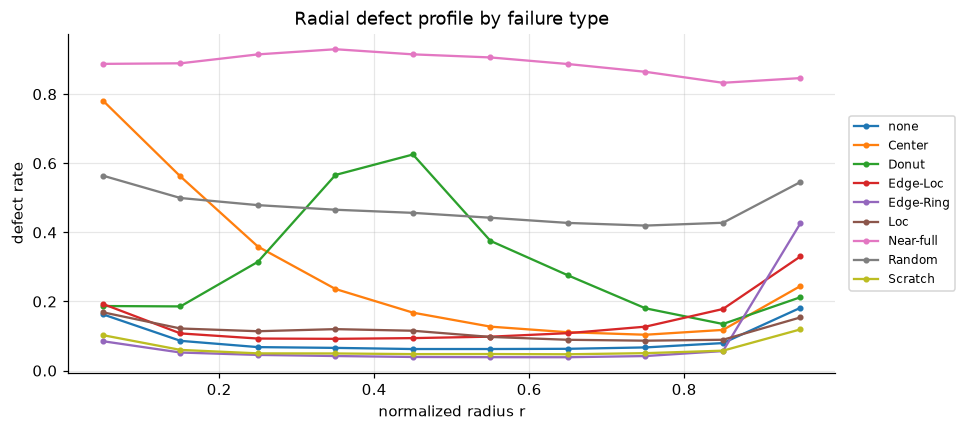 Radial defect profile by failure type
defect rate
0.8
0.6
0.4
0.2
0.0
0.2
0.4
0.6
0.8
normalized radius r
none
Center
Donut
Edge-Loc
Edge-Ring
Loc
Near-full
Random
Scratch